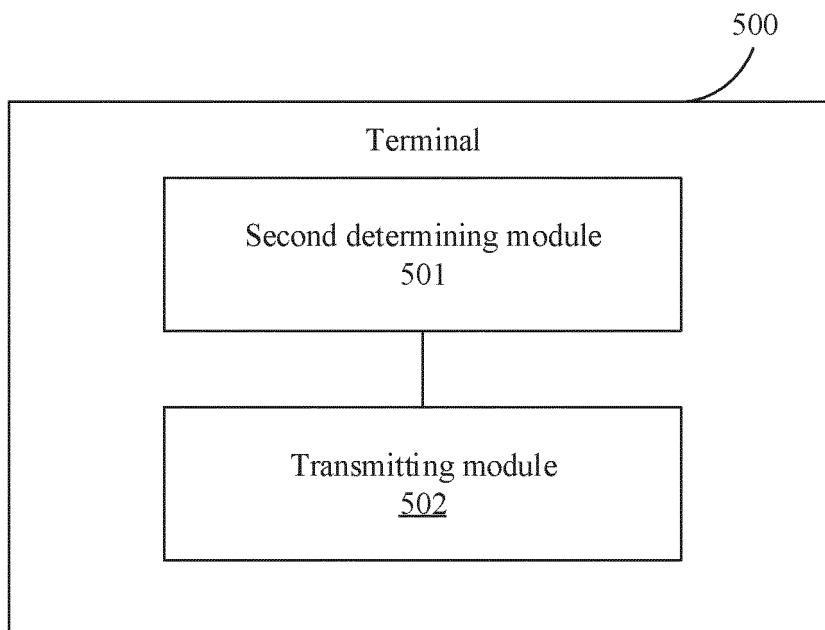 500
Terminal
Second determining module
501
Transmitting module
502